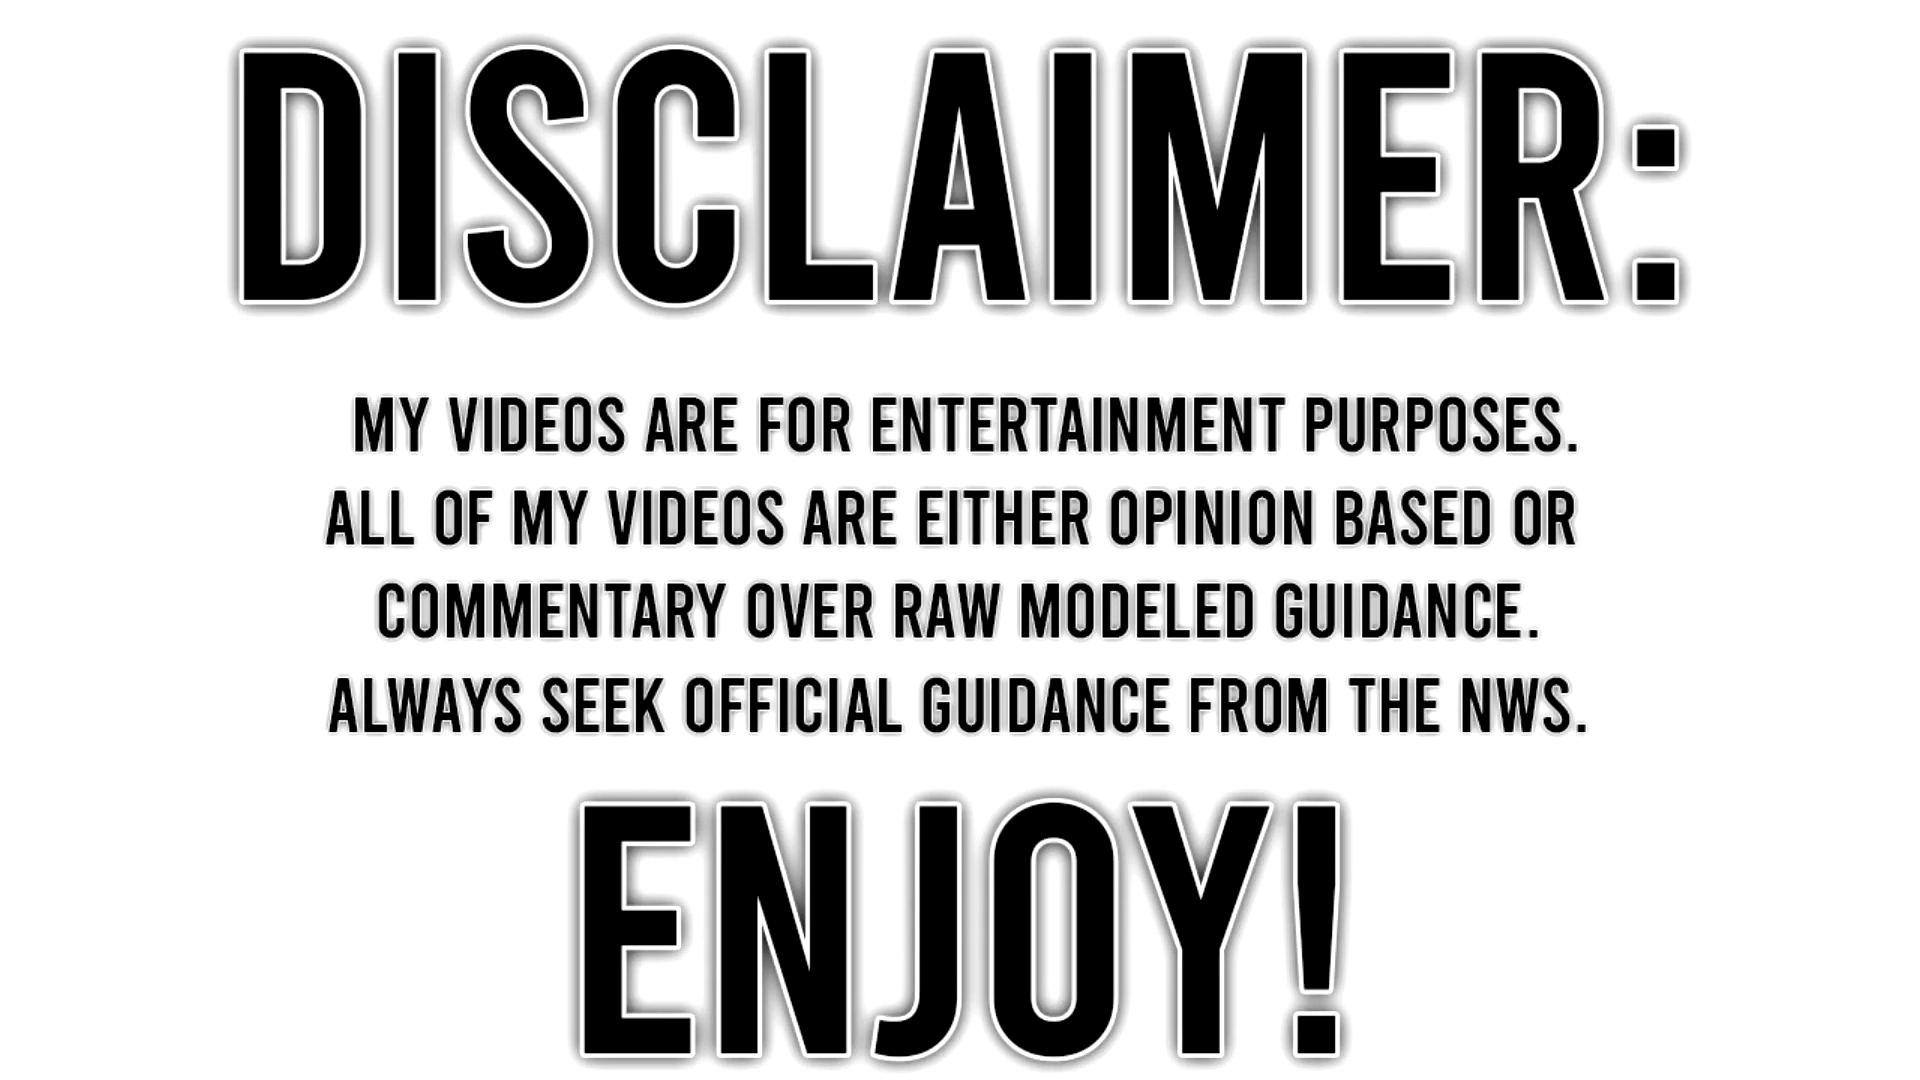 DISCLAIMER:
MY VIDEOS ARE FOR ENTERTAINMENT PURPOSES.
ALL OF MY VIDEOS ARE EITHER OPINION BASED OR
COMMENTARY OVER RAW MODELED GUIDANCE.
ALWAYS SEEK OFFICIAL GUIDANCE FROM THE NWS.
ENJOY!